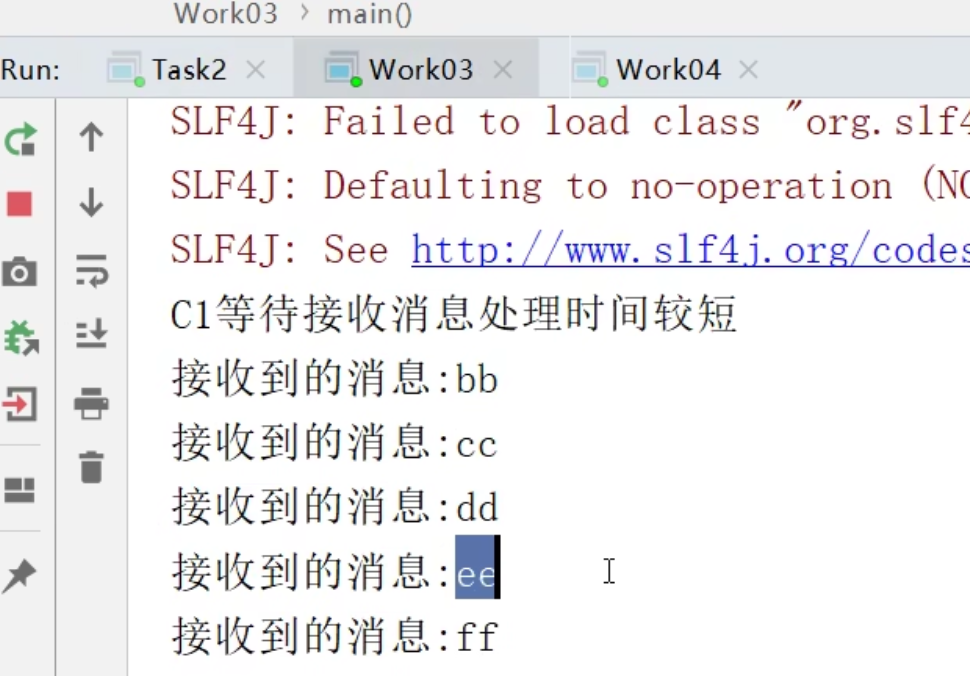 Work03 > main()
Run: Task2 Work03 Work04
SLF4J: Failed to load class "org.slf4
SLF4J: Defaulting to no-operation (NO
SLF4J: See http://www.slf4j.org/codes
C1等待接收消息处理时间较短
接收到的消息:bb
接收到的消息:cc
接收到的消息:dd
接收到的消息:ee
接收到的消息:ff